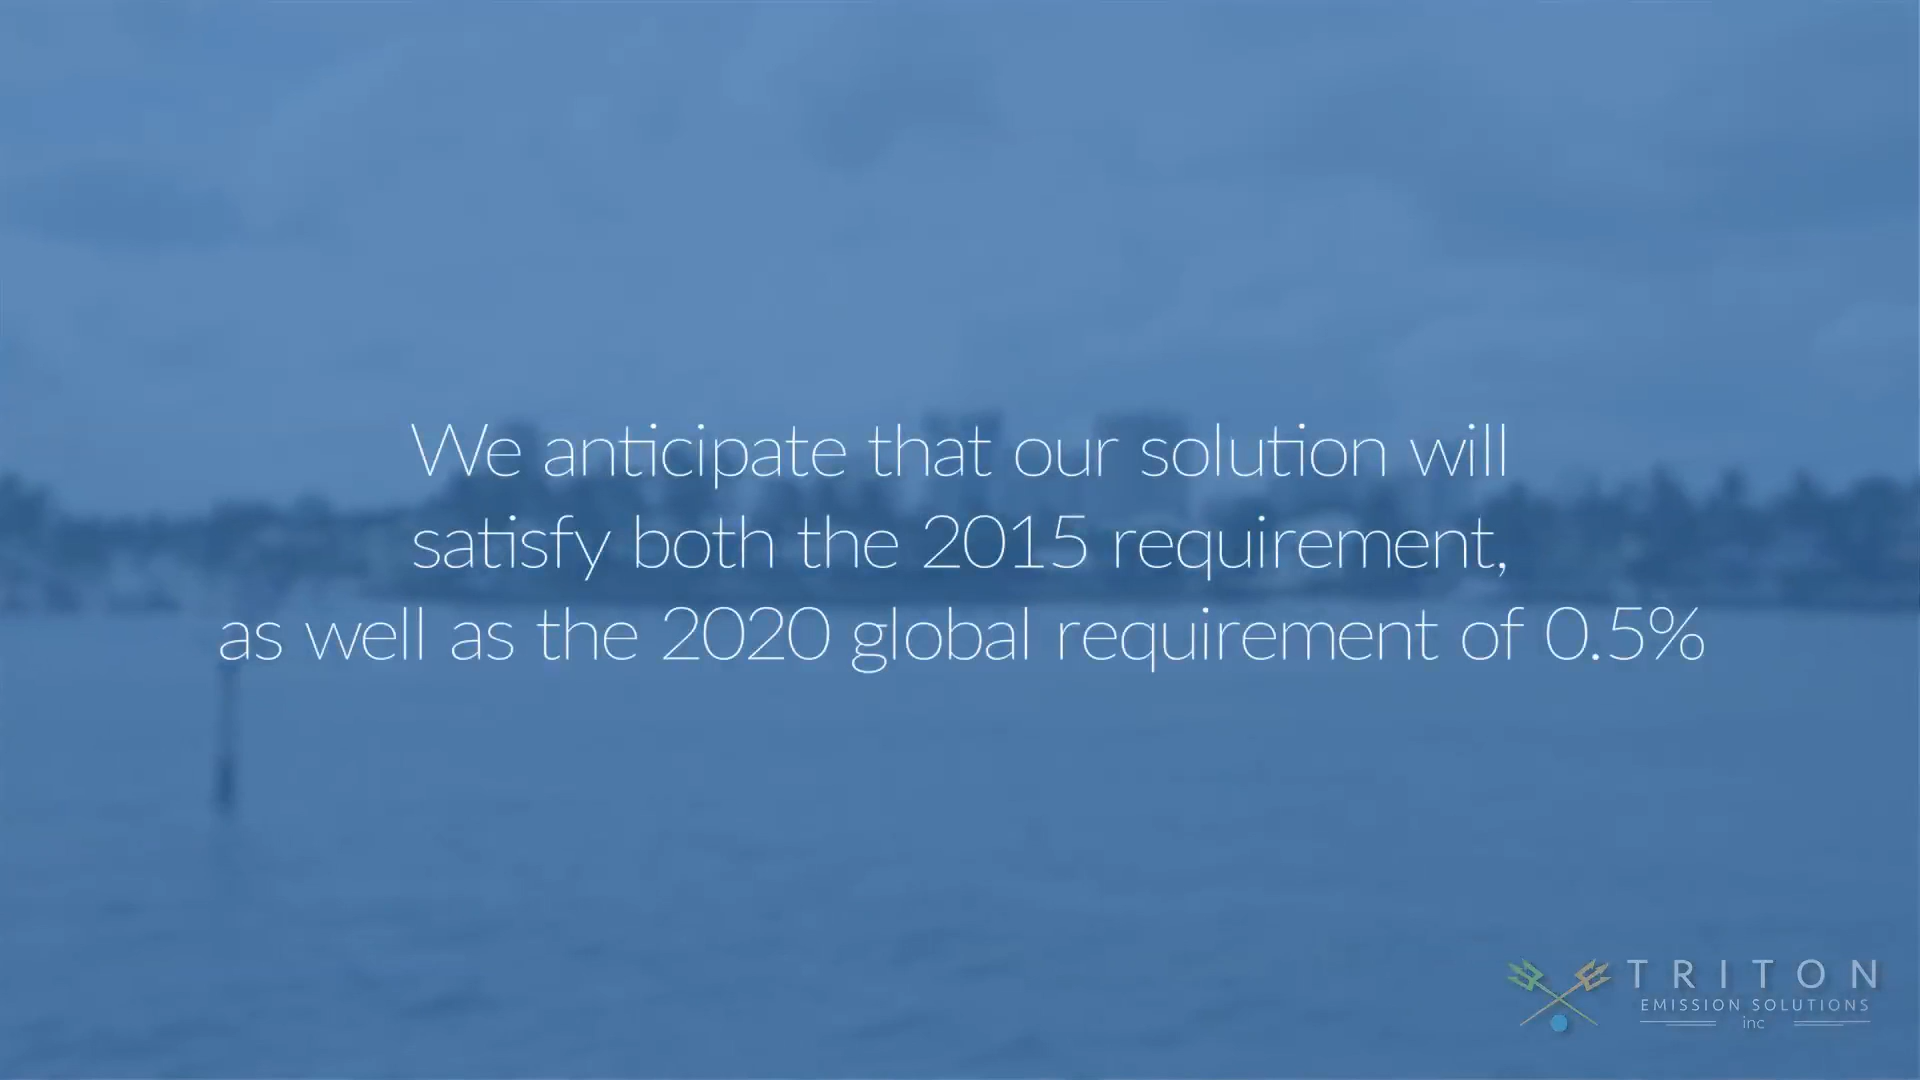 We anticipate that our solution will
satisfy both the 2015 requirement,
as well as the 2020 global requirement of 0.5%
TRITON
EMISSION SOLUTIONS
inc